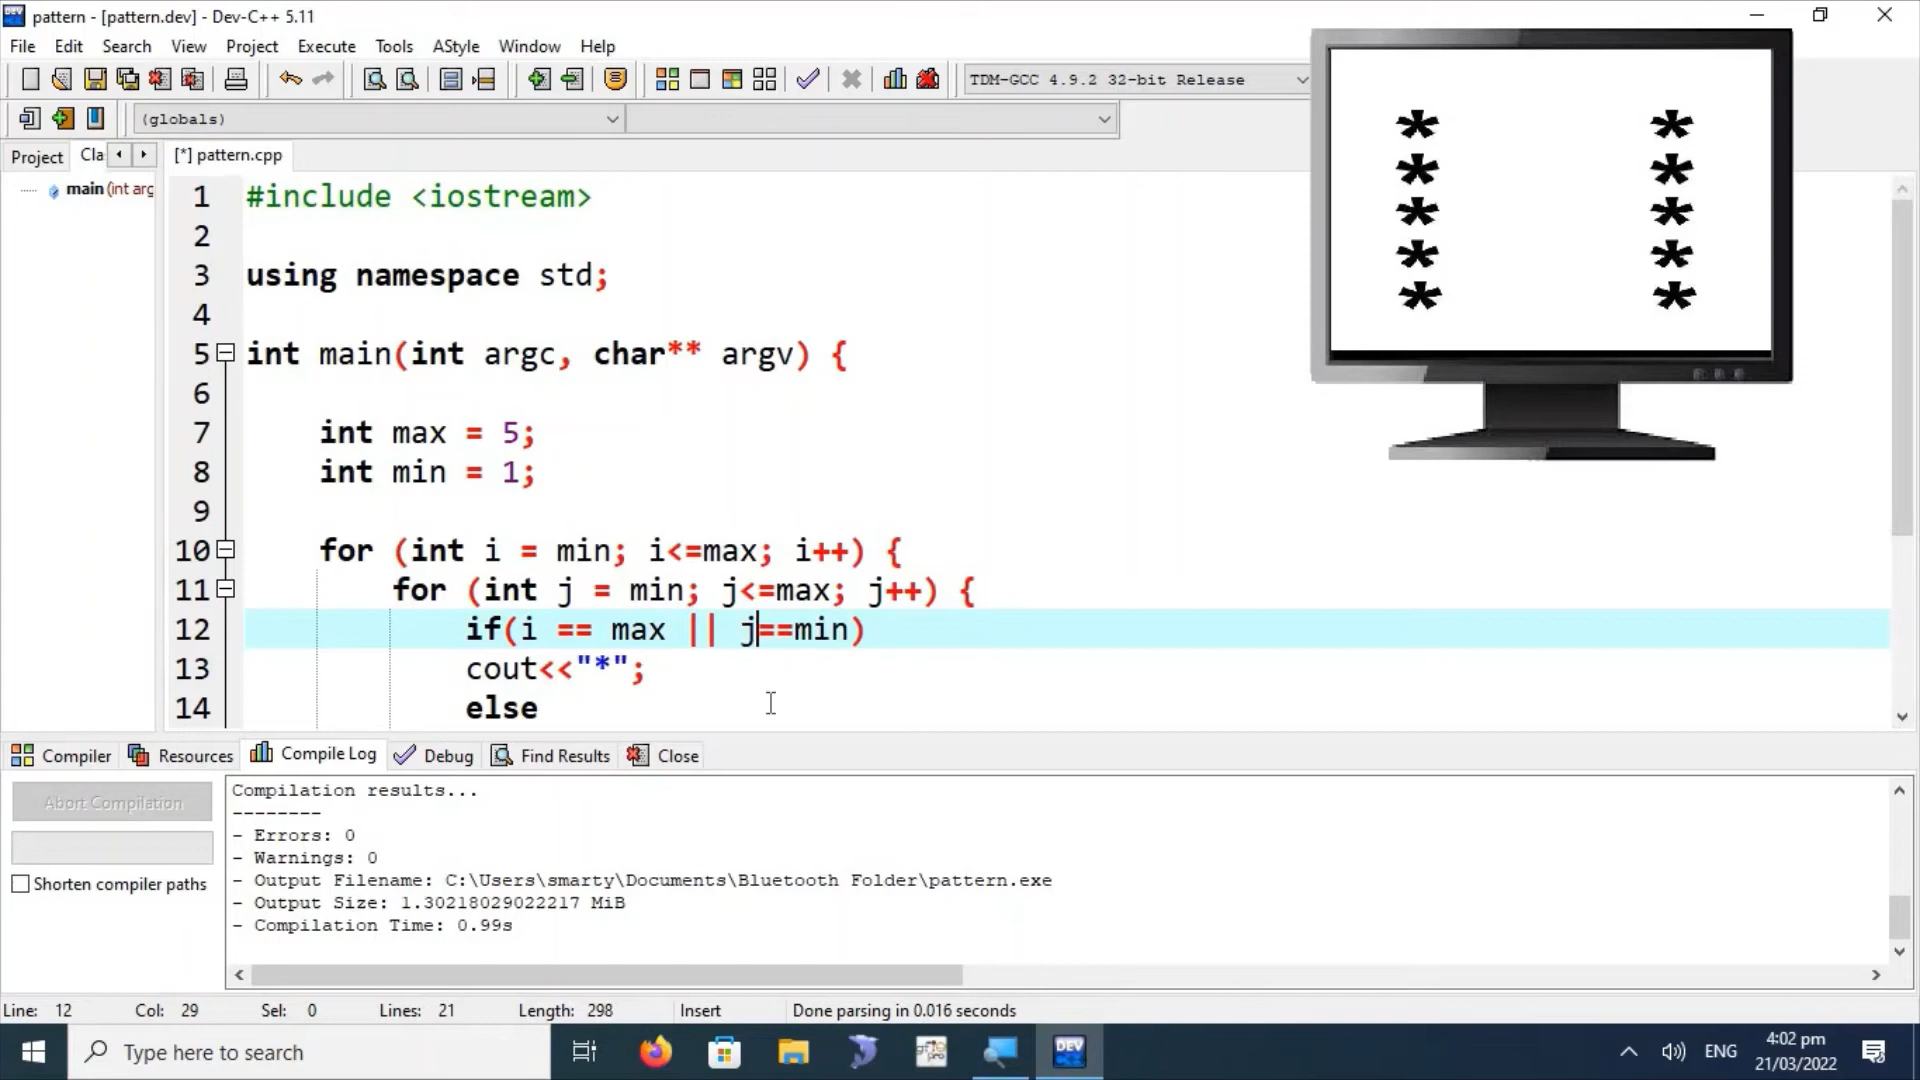 pattern - [pattern.dev] - Dev-C++ 5.11
File Edit Search View Project Execute Tools AStyle Window Help
TDM-GCC 4.9.2 32-bit Release
(globals)
Project Cla [*] pattern.cpp
main (int arg
1 #include <iostream>
2
3 using namespace std;
4
5 int main(int argc, char** argv) {
6
7 int max = 5;
8 int min = 1;
9
10 for (int i = min; i<=max; i++) {
11 for (int j = min; j<=max; j++) {
12 if(i == max || j==min)
13 cout<<"*";
14 else
* *
* *
* *
* *
* *
Compiler Resources Compile Log Debug Find Results Close
Abort Compilation
Shorten compiler paths
Compilation results...
--------
- Errors: 0
- Warnings: 0
- Output Filename: C:\Users\smarty\Documents\Bluetooth Folder\pattern.exe
- Output Size: 1.30218029022217 MiB
- Compilation Time: 0.99s
Line: 12 Col: 29 Sel: 0 Lines: 21 Length: 298 Insert Done parsing in 0.016 seconds
Type here to search
DEV
ENG
4:02 pm
21/03/2022